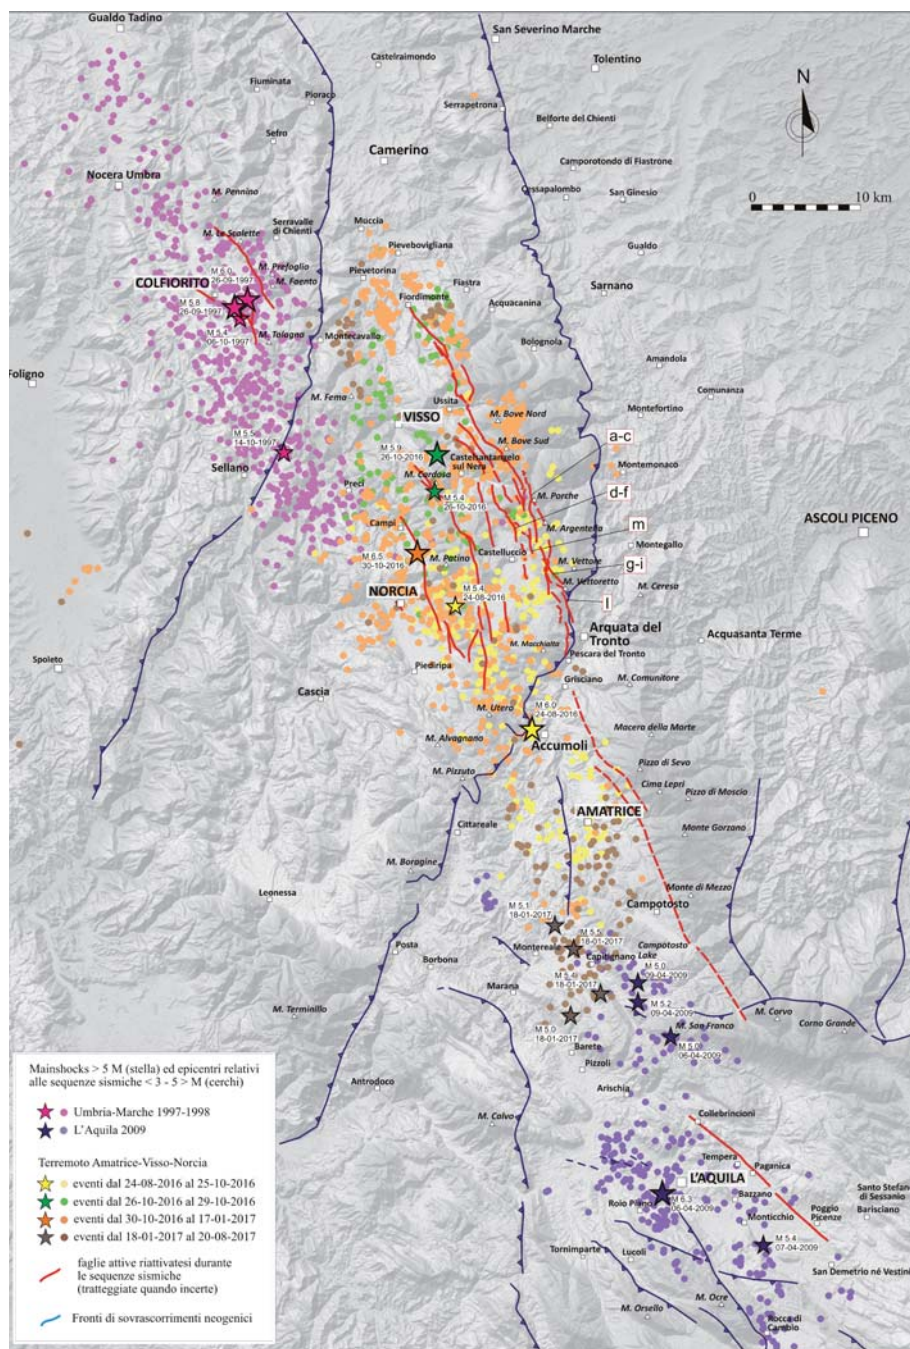 Gualdo Tadino
San Severino Marche
Castelraimondo
Tolentino
Fiuminata
Pioraco
Serrapetrona
N
Sefro
Belforte del Chienti
Camerino
Camporotondo di Fiastrone
Nocera Umbra
M. Pennino
Cessapalombo
San Ginesio
0
10 km
Serravalle
di Chienti
Muccia
M. Le Scalette
Pievebovigliana
Gualdo
M. Prefoglio
M 6.0
26-09-1997
M. Faento
Pievetorina
COLFIORITO
Fiastra
Sarnano
M 5.8
26-09-1997
Fiordimonte
Acquacanina
M 5.4
06-10-1997
M. Tolagna
Montecavallo
Bolognola
Amandola
Foligno
M. Fema
Ussita
Comunanza
VISSO
M. Bove Nord
Montefortino
M 5.5
14-10-1997
M 5.9
26-10-2016
M. Bove Sud
a-c
Castelsantangelo
sul Nera
Sellano
M. Cardosa
Montemonaco
Preci
M 5.4
26-10-2016
M. Porche
d-f
Campi
M. Argentella
m
ASCOLI PICENO
M 6.5
30-10-2016
M. Patino
Castelluccio
Montegallo
M. Vettore
g-i
M 5.4
24-08-2016
M. Vettoretto
M. Ceresa
NORCIA
l
Arquata del
Tronto
Acquasanta Terme
M. Macchialta
Pescara del Tronto
Spoleto
Piediripa
Grisciano
M. Comunitore
Cascia
M. Utero
M 6.0
24-08-2016
Macera della Morte
M. Alvagnano
Accumoli
M. Pizzuto
Pizzo di Sevo
Cima Lepri
Pizzo di Moscio
AMATRICE
Cittareale
Monte Gorzano
M. Boragine
Leonessa
Monte di Mezzo
M 5.1
18-01-2017
Campotosto
M 5.5
18-01-2017
Posta
Montereale
Campotosto
Lake
Borbona
Capitignano
M 5.4
18-01-2017
M 5.0
09-04-2009
Marana
M 5.2
09-04-2009
M. Terminillo
M. Corvo
M 5.0
18-01-2017
M. San Franco
Corno Grande
M 5.0
06-04-2009
Barete
Pizzoli
Antrodoco
Arischia
M. Calvo
Collebrincioni
Tempera
Paganica
L'AQUILA
Santo Stefano
di Sessanio
Bazzano
Roio Piano
M 6.3
06-04-2009
Poggio
Picenze
Barisciano
Monticchio
M 5.4
07-04-2009
Tornimparte
Lucoli
San Demetrio né Vestini
M. Orsello
M. Ocre
Rocca di
Cambio
Mainshocks > 5 M (stella) ed epicentri relativi
alle sequenze sismiche < 3 - 5 > M (cerchi)
Umbria-Marche 1997-1998
L'Aquila 2009
Terremoto Amatrice-Visso-Norcia
eventi dal 24-08-2016 al 25-10-2016
eventi dal 26-10-2016 al 29-10-2016
eventi dal 30-10-2016 al 17-01-2017
eventi dal 18-01-2017 al 20-08-2017
faglie attive riattivatesi durante
le sequenze sismiche
(tratteggiate quando incerte)
Fronti di sovrascorrimenti neogenici